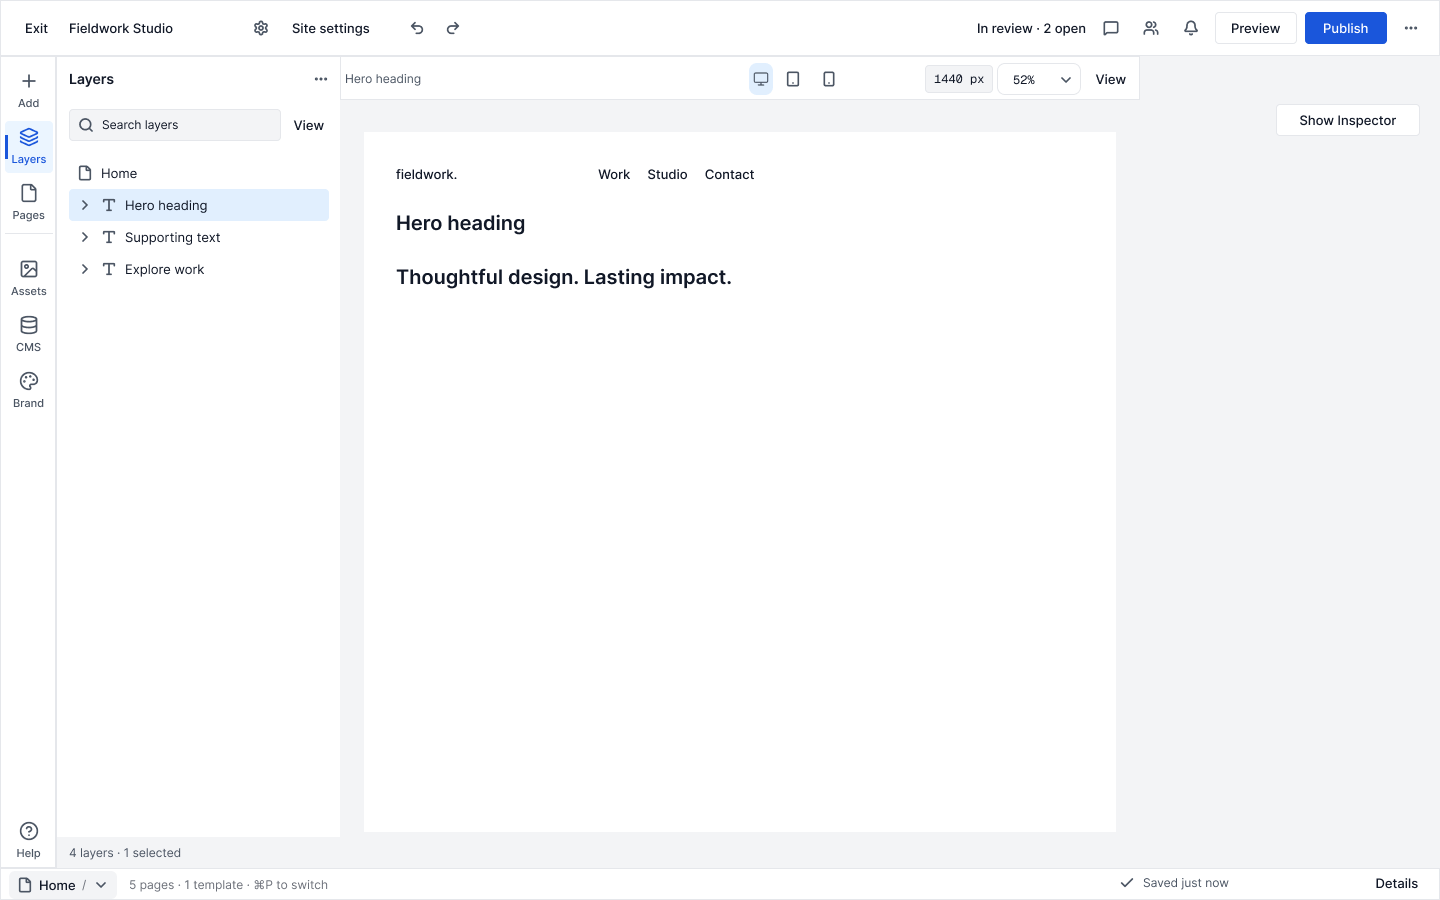 Exit Fieldwork Studio Site settings In review · 2 open Preview Publish
Add
Layers
Pages
Assets
CMS
Brand
Help
Layers
Search layers View
Home
Hero heading
Supporting text
Explore work
4 layers · 1 selected
Hero heading 1440 px 52% View
Show Inspector
fieldwork. Work Studio Contact
Hero heading
Thoughtful design. Lasting impact.
Home / 5 pages · 1 template · ⌘P to switch Saved just now Details